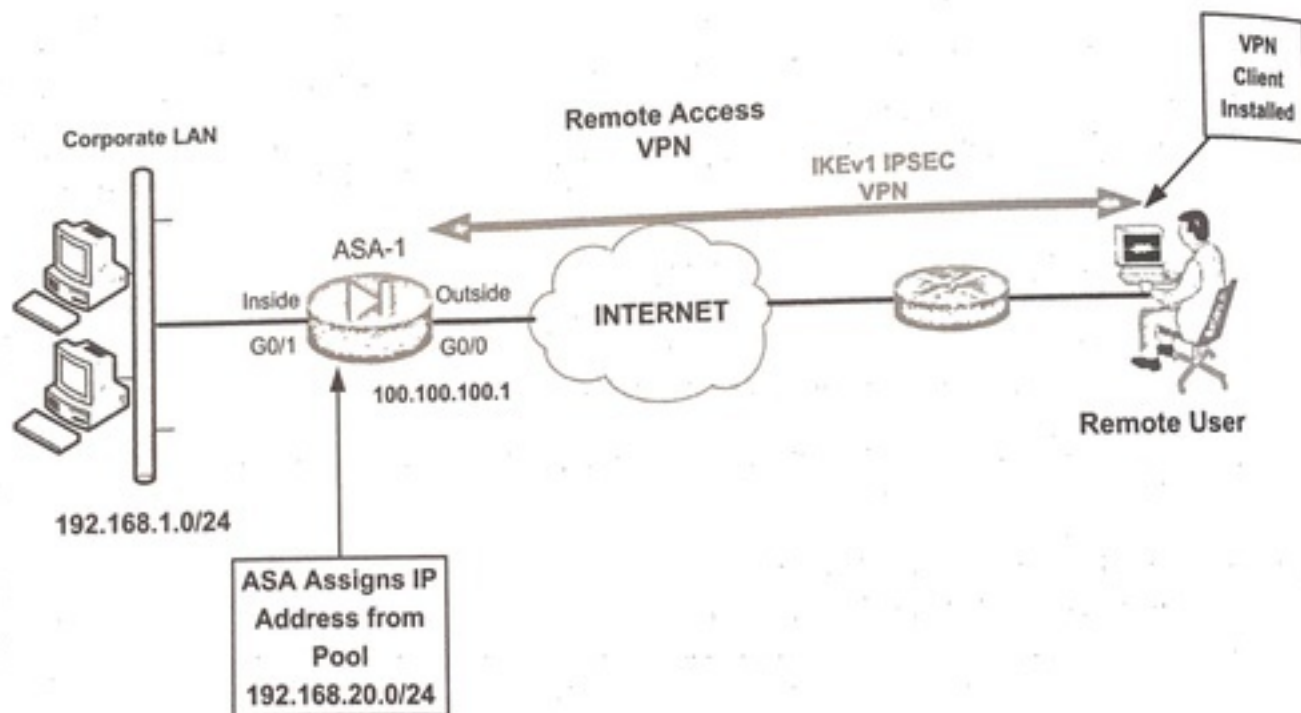 VPN
Client
Installed
Remote Access
VPN
Corporate LAN
IKEv1 IPSEC
VPN
ASA-1
Inside
Outside
INTERNET
G0/1
G0/0
100.100.100.1
Remote User
192.168.1.0/24
ASA Assigns IP
Address from
Pool
192.168.20.0/24